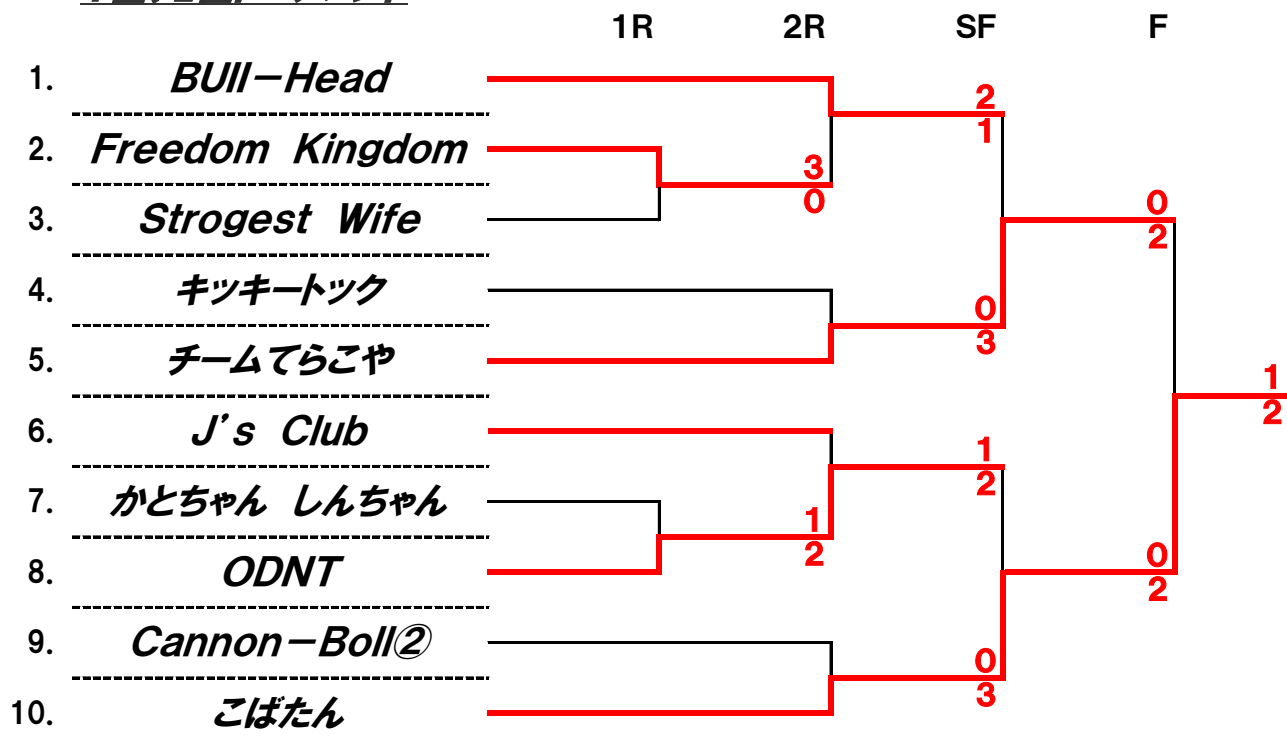 1R 2R SF F
1. BUll－Head
2
1
2. Freedom Kingdom
3
0
3. Strogest Wife
0
2
4. キッキートック
0
3
5. チームてらこや
1
2
6. J's Club
1
2
7. かとちゃん しんちゃん
1
2
8. ODNT
0
2
9. Cannon－Boll②
0
3
10. こばたん